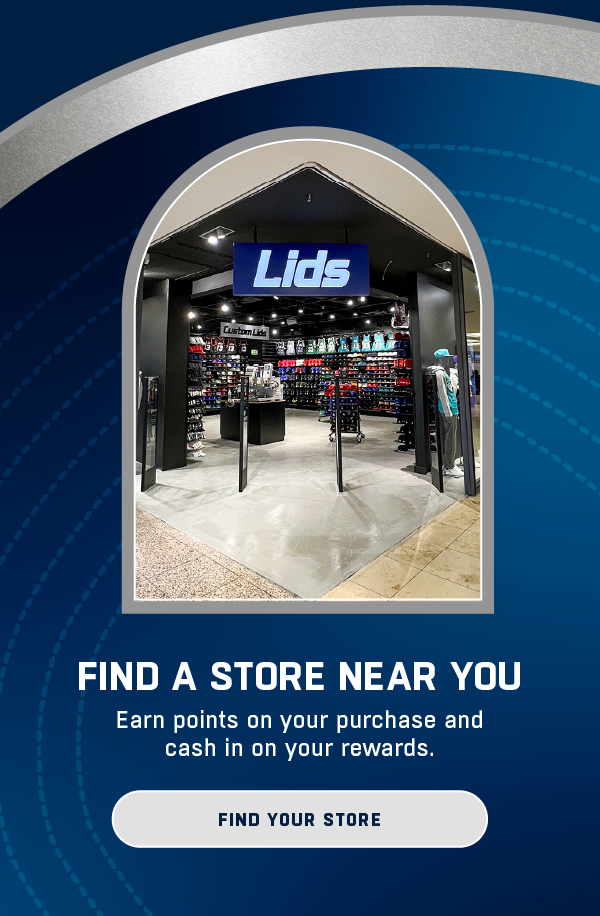 Lids
Custom Lids
FIND A STORE NEAR YOU
Earn points on your purchase and
cash in on your rewards.
FIND YOUR STORE